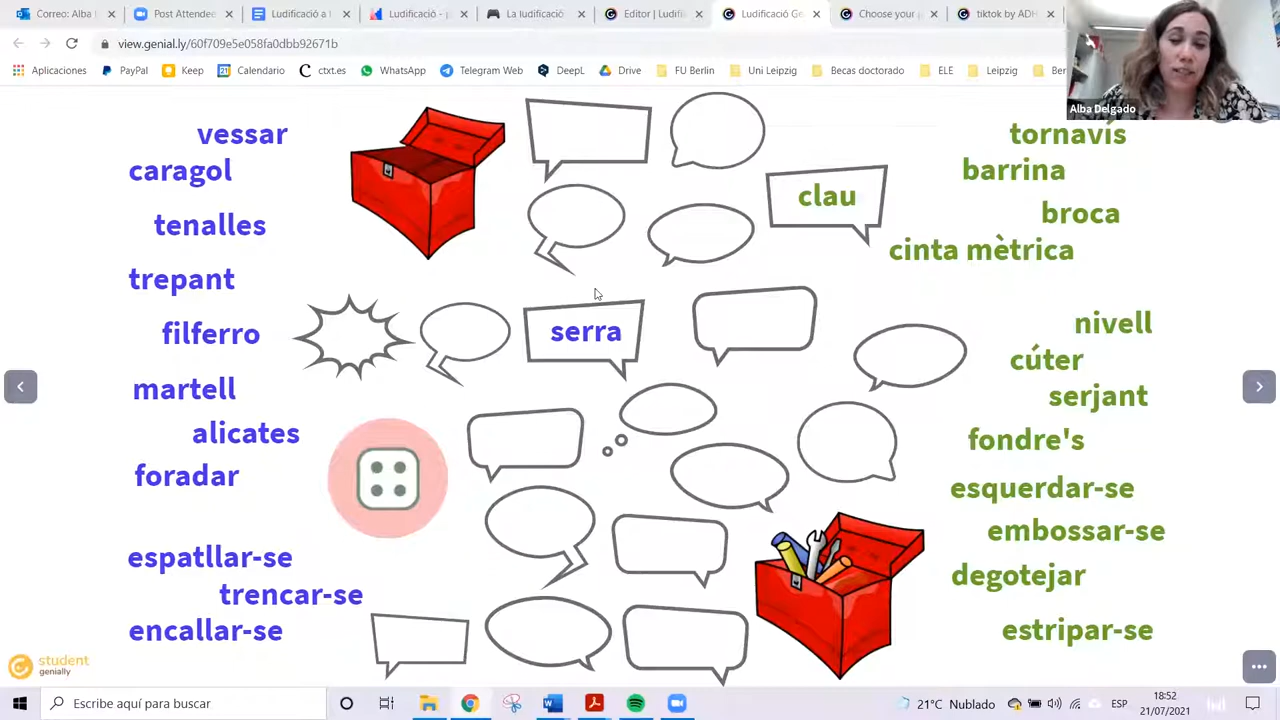 Correo: Alba
Post Attendee
Ludificació a
Ludificació -
La ludificació
Editor | Ludifi
Ludificació Ge
Choose your
tiktok by ADH
view.genial.ly/60f709e5e058fa0dbb92671b
Aplicaciones
PayPal
Keep
Calendario
ctxt.es
WhatsApp
Telegram Web
DeepL
Drive
FU Berlin
Uni Leipzig
Becas doctorado
ELE
Leipzig
Ber
Alba Delgado
vessar
caragol
tenalles
trepant
filferro
martell
alicates
foradar
espatllar-se
trencar-se
encallar-se
clau
serra
tornavís
barrina
broca
cinta mètrica
nivell
cúter
serjant
fondre's
esquerdar-se
embossar-se
degotejar
estripar-se
student
genially
Escribe aquí para buscar
21°C Nublado
ESP
18:52
21/07/2021